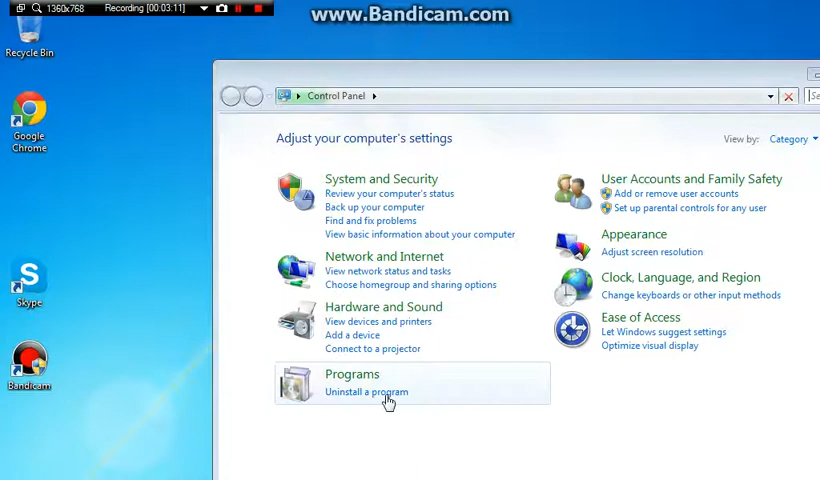 1360x768 Recording [00:03:11]
www.Bandicam.com
Recycle Bin
Google
Chrome
Skype
Bandicam
Control Panel
Adjust your computer's settings
View by: Category
System and Security
Review your computer's status
Back up your computer
Find and fix problems
View basic information about your computer
Network and Internet
View network status and tasks
Choose homegroup and sharing options
Hardware and Sound
View devices and printers
Add a device
Connect to a projector
Programs
Uninstall a program
User Accounts and Family Safety
Add or remove user accounts
Set up parental controls for any user
Appearance
Adjust screen resolution
Clock, Language, and Region
Change keyboards or other input methods
Ease of Access
Let Windows suggest settings
Optimize visual display